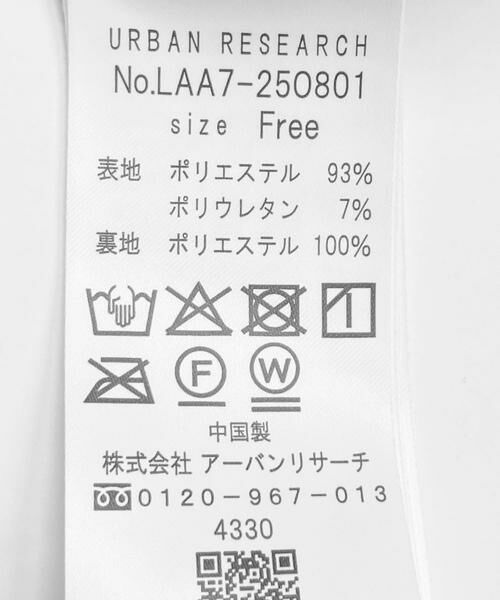 URBAN RESEARCH
No.LAA7-250801
size Free
表地 ポリエステル 93%
ポリウレタン 7%
裏地 ポリエステル 100%
F W
中国製
株式会社 アーバンリサーチ
0120-967-013
4330